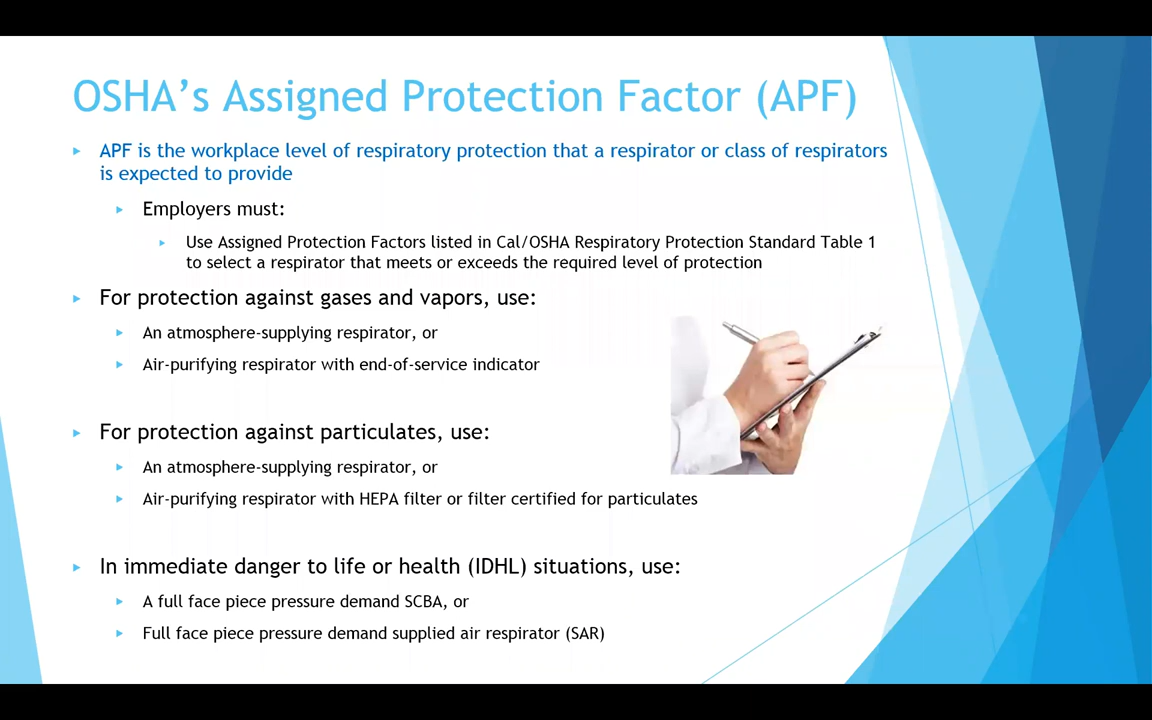 OSHA's Assigned Protection Factor (APF)
APF is the workplace level of respiratory protection that a respirator or class of respirators
is expected to provide
Employers must:
Use Assigned Protection Factors listed in Cal/OSHA Respiratory Protection Standard Table 1
to select a respirator that meets or exceeds the required level of protection
For protection against gases and vapors, use:
An atmosphere-supplying respirator, or
Air-purifying respirator with end-of-service indicator
For protection against particulates, use:
An atmosphere-supplying respirator, or
Air-purifying respirator with HEPA filter or filter certified for particulates
In immediate danger to life or health (IDHL) situations, use:
A full face piece pressure demand SCBA, or
Full face piece pressure demand supplied air respirator (SAR)